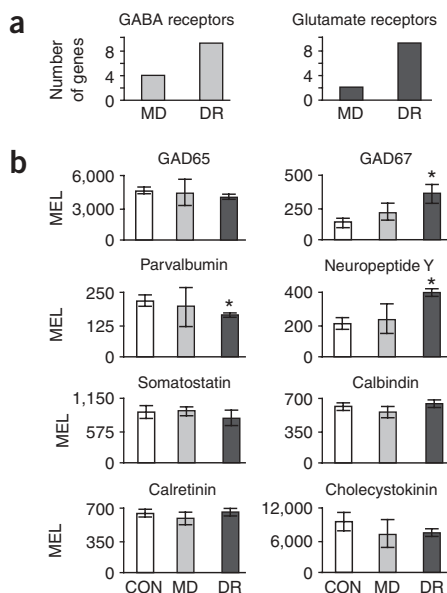 a
GABA receptors
Glutamate receptors
Number
of genes
8
4
0
MD
DR
8
4
0
MD
DR
b
GAD65
GAD67
MEL
6,000
3,000
0
500
250
0
*
Parvalbumin
Neuropeptide Y
MEL
250
125
0
*
400
200
0
*
Somatostatin
Calbindin
MEL
1,150
575
0
700
350
0
Calretinin
Cholecystokinin
MEL
700
350
0
12,000
6,000
0
CON
MD
DR
CON
MD
DR